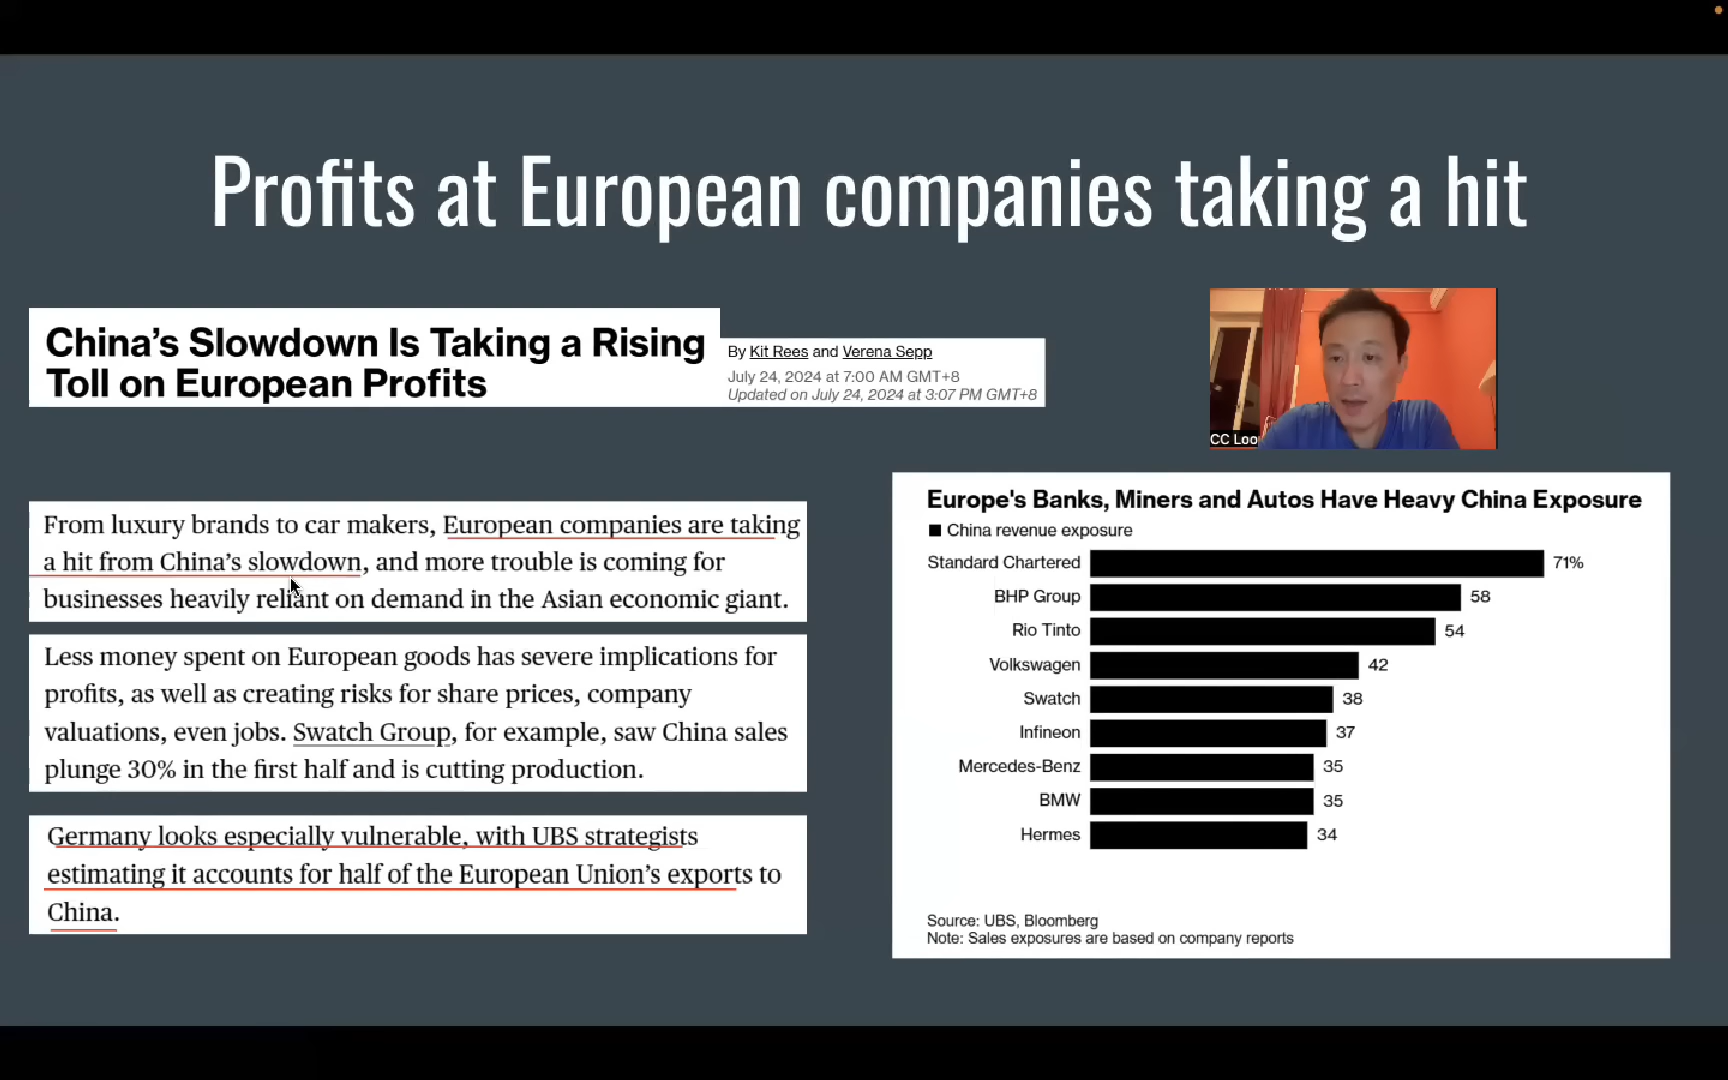 Profits at European companies taking a hit
China's Slowdown Is Taking a Rising
Toll on European Profits
By Kit Rees and Verena Sepp
July 24, 2024 at 7:00 AM GMT+8
Updated on July 24, 2024 at 3:07 PM GMT+8
CC Loo
From luxury brands to car makers, European companies are taking
a hit from China's slowdown, and more trouble is coming for
businesses heavily reliant on demand in the Asian economic giant.
Less money spent on European goods has severe implications for
profits, as well as creating risks for share prices, company
valuations, even jobs. Swatch Group, for example, saw China sales
plunge 30% in the first half and is cutting production.
Germany looks especially vulnerable, with UBS strategists
estimating it accounts for half of the European Union's exports to
China.
Europe's Banks, Miners and Autos Have Heavy China Exposure
China revenue exposure
Standard Chartered 71%
BHP Group 58
Rio Tinto 54
Volkswagen 42
Swatch 38
Infineon 37
Mercedes-Benz 35
BMW 35
Hermes 34
Source: UBS, Bloomberg
Note: Sales exposures are based on company reports